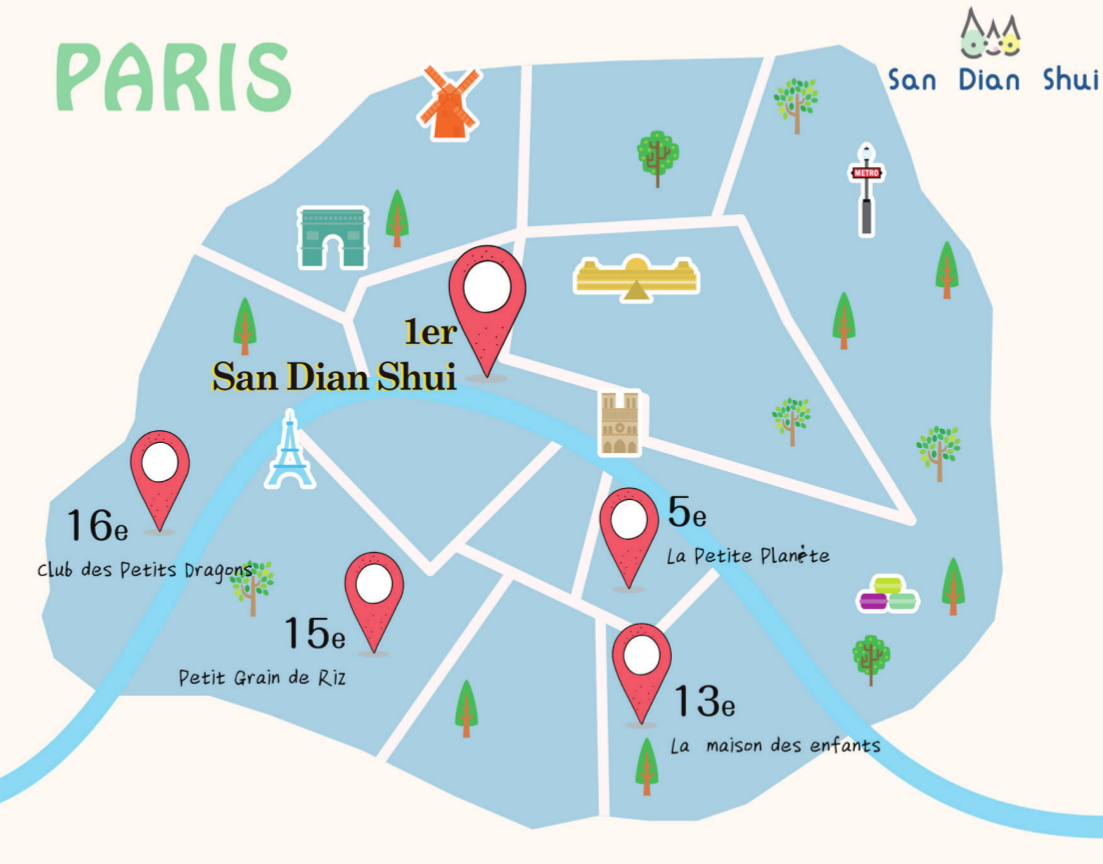 PARIS
San Dian Shui
METRO
1er
San Dian Shui
16e
Club des Petits Dragons
5e
La Petite Planète
15e
Petit Grain de Riz
13e
La maison des enfants